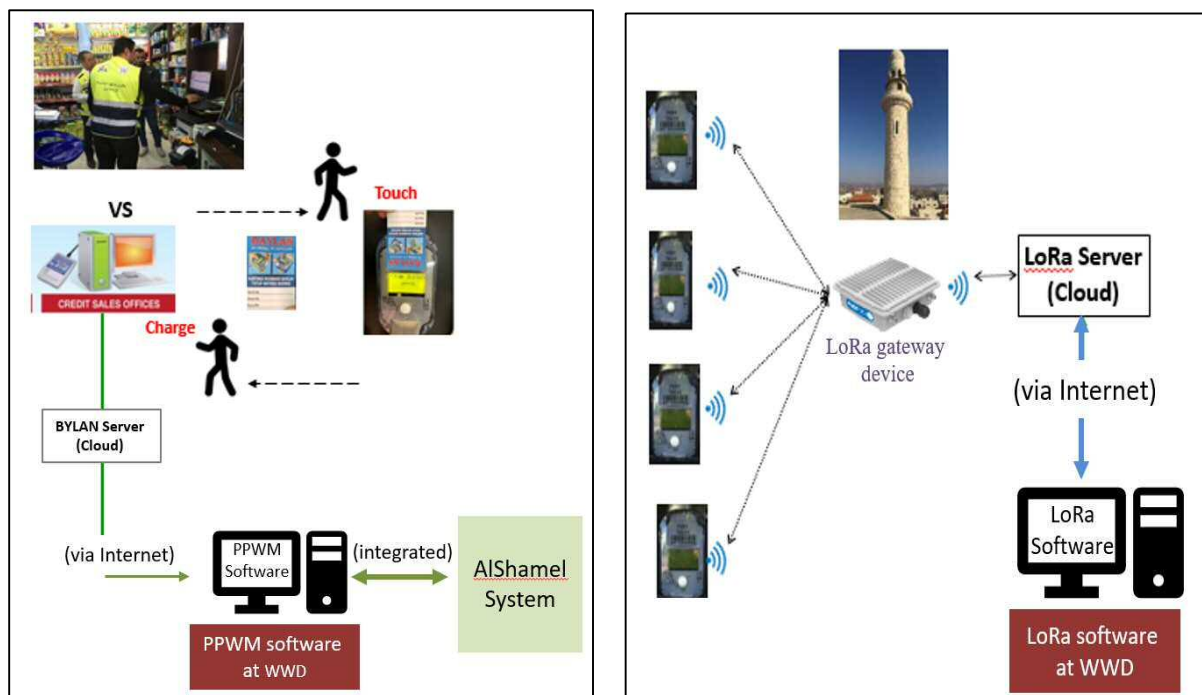 VS
CREDIT SALES OFFICES
Touch
BAYLAN
Charge
BYLAN Server
(Cloud)
(via Internet)
PPWM
Software
(integrated)
AlShamel
System
PPWM software
at WWD
LoRa gateway
device
LoRa Server
(Cloud)
(via Internet)
LoRa
Software
LoRa software
at WWD